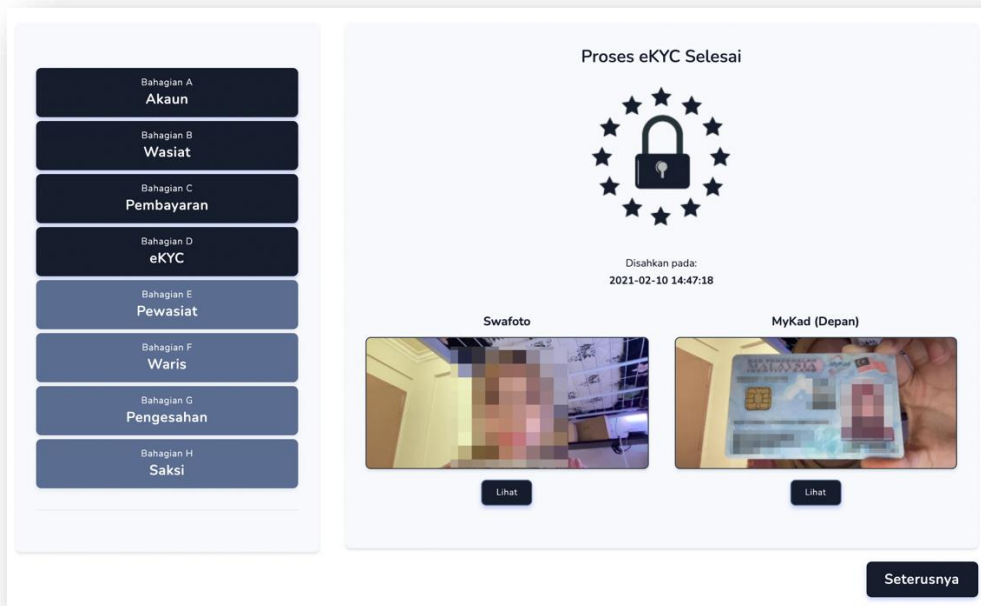 Bahagian A
Akaun
Bahagian B
Wasiat
Bahagian C
Pembayaran
Bahagian D
eKYC
Bahagian E
Pewasiat
Bahagian F
Waris
Bahagian G
Pengesahan
Bahagian H
Saksi
Proses eKYC Selesai
Disahkan pada:
2021-02-10 14:47:18
Swafoto
MyKad (Depan)
MALAYSIA
Lihat
Lihat
Seterusnya